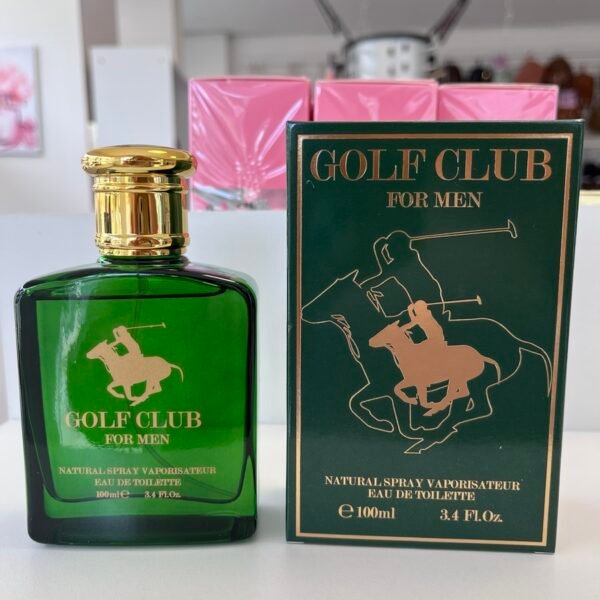 GOLF CLUB
FOR MEN
NATURAL SPRAY VAPORISATEUR
EAU DE TOILETTE
100ml℮ 3.4 Fl.Oz.
GOLF CLUB
FOR MEN
NATURAL SPRAY VAPORISATEUR
EAU DE TOILETTE
℮100ml 3.4 Fl.Oz.